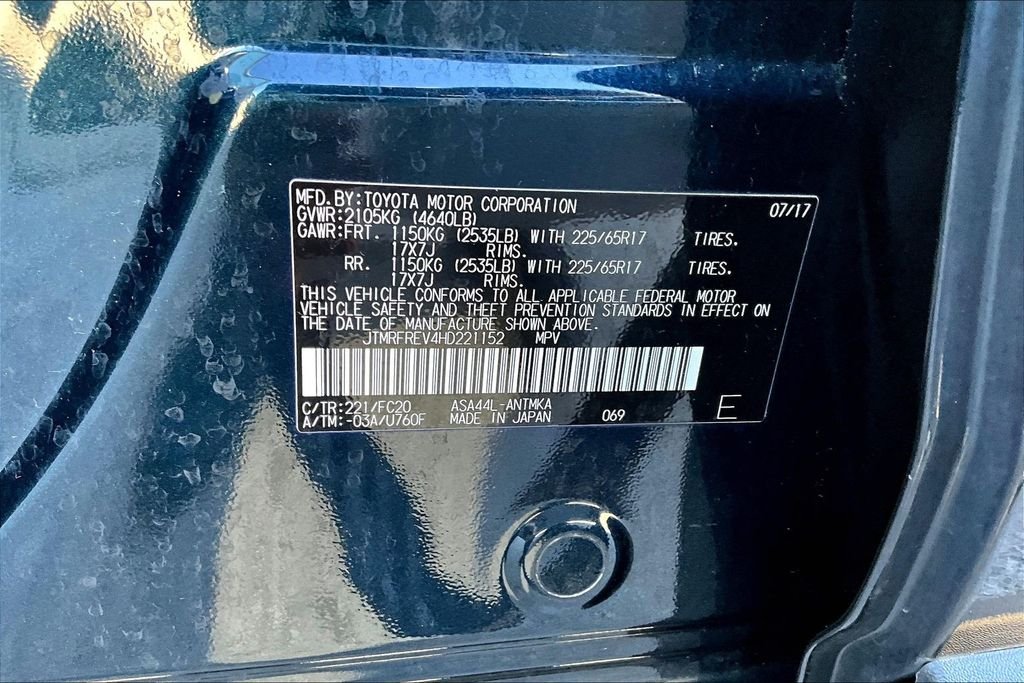 MFD. BY: TOYOTA MOTOR CORPORATION 07/17
GVWR: 2105KG (4640LB)
GAWR: FRT. 1150KG (2535LB) WITH 225/65R17 TIRES.
17X7J RIMS.
RR. 1150KG (2535LB) WITH 225/65R17 TIRES.
17X7J RIMS.
THIS VEHICLE CONFORMS TO ALL APPLICABLE FEDERAL MOTOR
VEHICLE SAFETY AND THEFT PREVENTION STANDARDS IN EFFECT ON
THE DATE OF MANUFACTURE SHOWN ABOVE.
JTMRFREV4HD221152 MPV
C/TR: 221/FC20 ASA44L-ANTMKA
A/TM: -03A/U760F MADE IN JAPAN 069 E